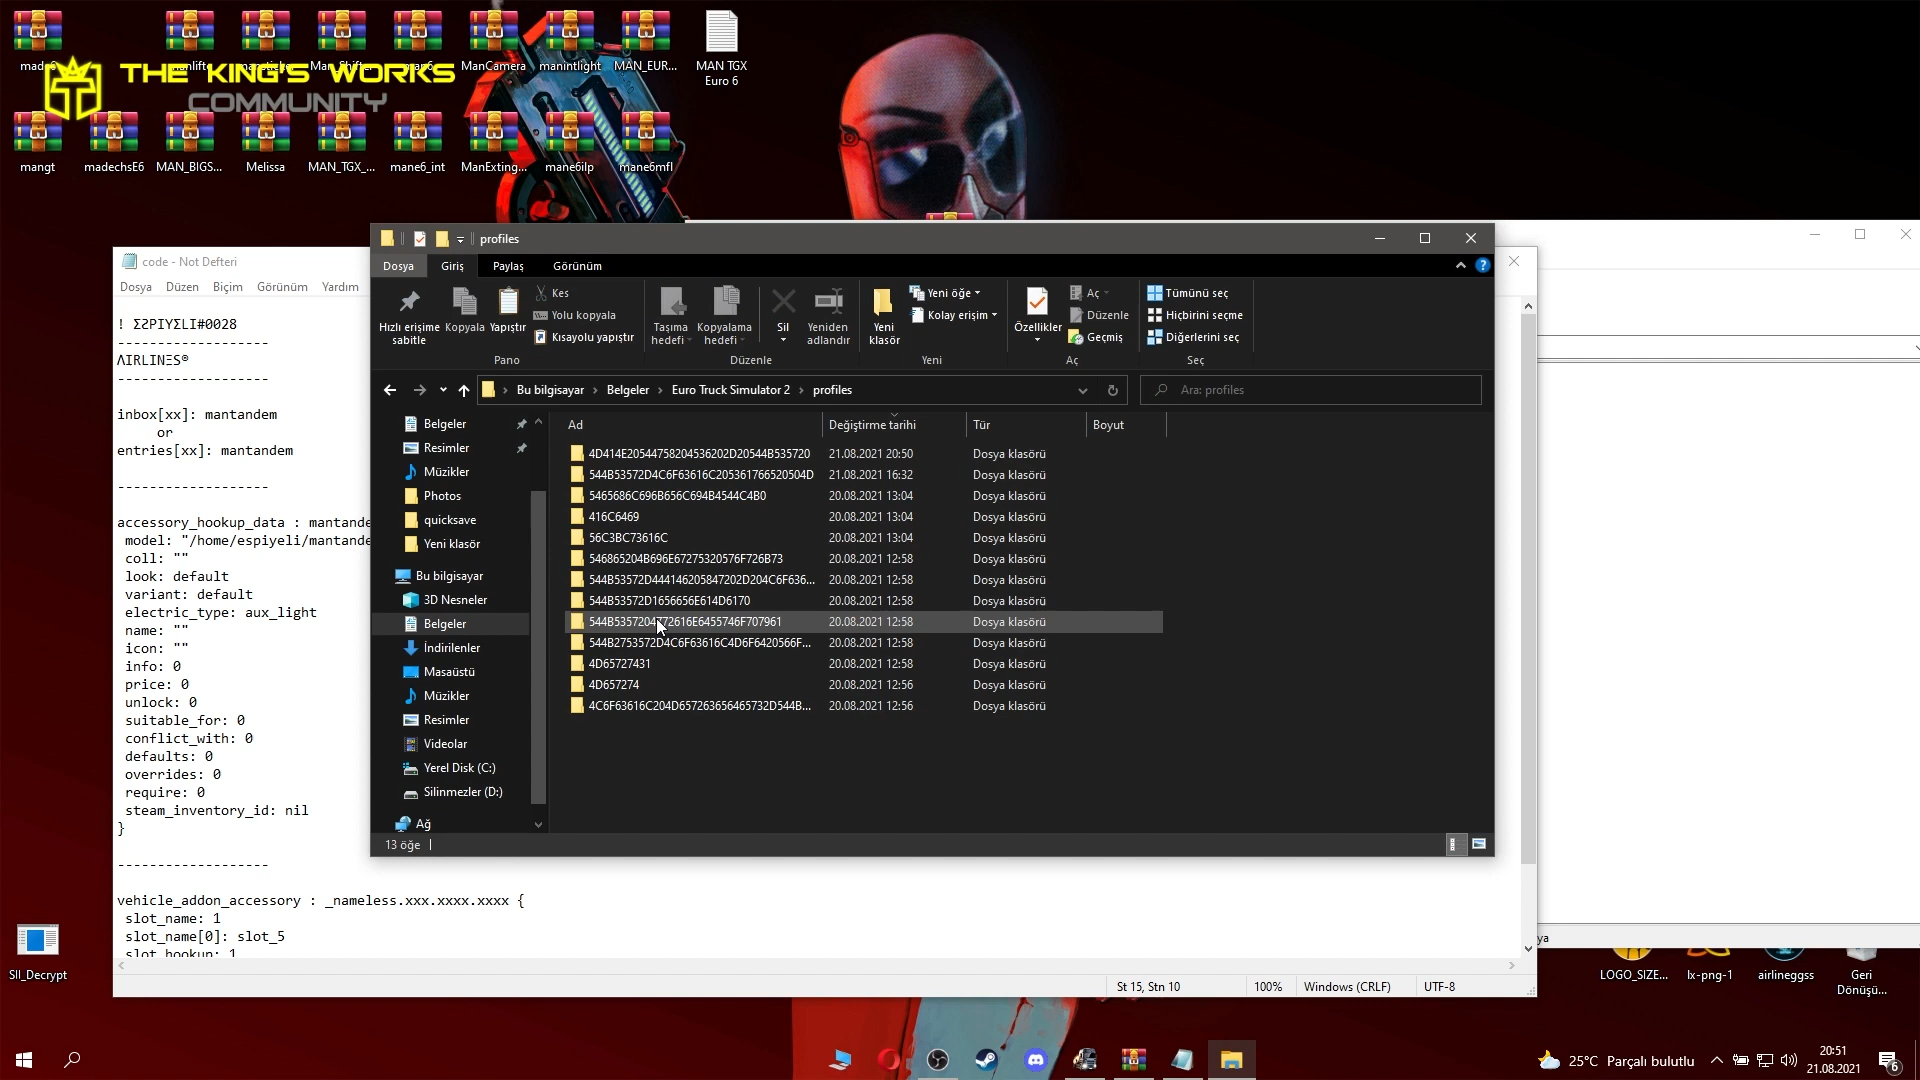 manlifte
Man_Shifter
ManCamera
manintlight
MAN_EUR...
MAN TGX
Euro 6
THE KING'S WORKS
COMMUNITY
mangt
madechsE6
MAN_BIGS...
Melissa
MAN_TGX_...
mane6_int
ManExting...
mane6ilp
mane6mfl
code - Not Defteri
Dosya Düzen Biçim Görünüm Yardım
! ΣƧPIYΣLI#0028
-------------------
ΛIRLINΞS®
-------------------
inbox[xx]: mantandem
or
entries[xx]: mantandem
-------------------
accessory_hookup_data : mantande
model: "/home/espiyeli/mantande
coll: ""
look: default
variant: default
electric_type: aux_light
name: ""
icon: ""
info: 0
price: 0
unlock: 0
suitable_for: 0
conflict_with: 0
defaults: 0
overrides: 0
require: 0
steam_inventory_id: nil
}
-------------------
vehicle_addon_accessory : _nameless.xxx.xxxx.xxxx {
slot_name: 1
slot_name[0]: slot_5
slot_hookup: 1
St 15, Stn 10 100% Windows (CRLF) UTF-8
profiles
Dosya Giriş Paylaş Görünüm
Hızlı erişime
sabitle
Kopyala
Yapıştır
Kes
Yolu kopyala
Kısayolu yapıştır
Pano
Taşıma
hedefi
Kopyalama
hedefi
Sil
Yeniden
adlandır
Düzenle
Yeni
klasör
Yeni öğe
Kolay erişim
Yeni
Özellikler
Aç
Düzenle
Geçmiş
Aç
Tümünü seç
Hiçbirini seçme
Diğerlerini seç
Seç
Bu bilgisayar › Belgeler › Euro Truck Simulator 2 › profiles
Ara: profiles
Belgeler
Resimler
Müzikler
Photos
quicksave
Yeni klasör
Bu bilgisayar
3D Nesneler
Belgeler
İndirilenler
Masaüstü
Müzikler
Resimler
Videolar
Yerel Disk (C:)
Silinmezler (D:)
Ağ
Ad Değiştirme tarihi Tür Boyut
4D414E20544758204536202D20544B535720 21.08.2021 20:50 Dosya klasörü
544B53572D4C6F63616C205361766520504D 21.08.2021 16:32 Dosya klasörü
5465686C696B656C694B4544C4B0 20.08.2021 13:04 Dosya klasörü
416C6469 20.08.2021 13:04 Dosya klasörü
56C3BC73616C 20.08.2021 13:04 Dosya klasörü
546865204B696E67275320576F726B73 20.08.2021 12:58 Dosya klasörü
544B53572D444146205847202D204C6F636... 20.08.2021 12:58 Dosya klasörü
544B53572D1656656E614D6170 20.08.2021 12:58 Dosya klasörü
544B5357204772616E6455746F707961 20.08.2021 12:58 Dosya klasörü
544B2753572D4C6F63616C4D6F6420566F... 20.08.2021 12:58 Dosya klasörü
4D65727431 20.08.2021 12:58 Dosya klasörü
4D657274 20.08.2021 12:56 Dosya klasörü
4C6F63616C204D657263656465732D544B... 20.08.2021 12:56 Dosya klasörü
13 öğe
ya
SII_Decrypt
LOGO_SIZE...
lx-png-1
airlineggss
Geri
Dönüşü...
25°C Parçalı bulutlu
20:51
21.08.2021
6